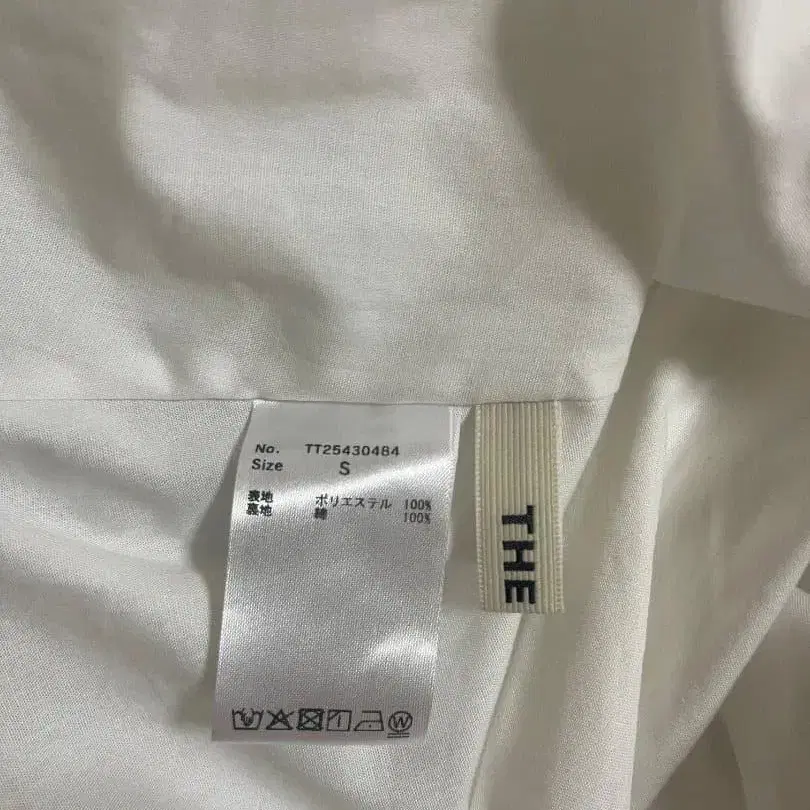 No. TT25430484
Size S
表地 ポリエステル 100%
裏地 綿 100%
THE
W